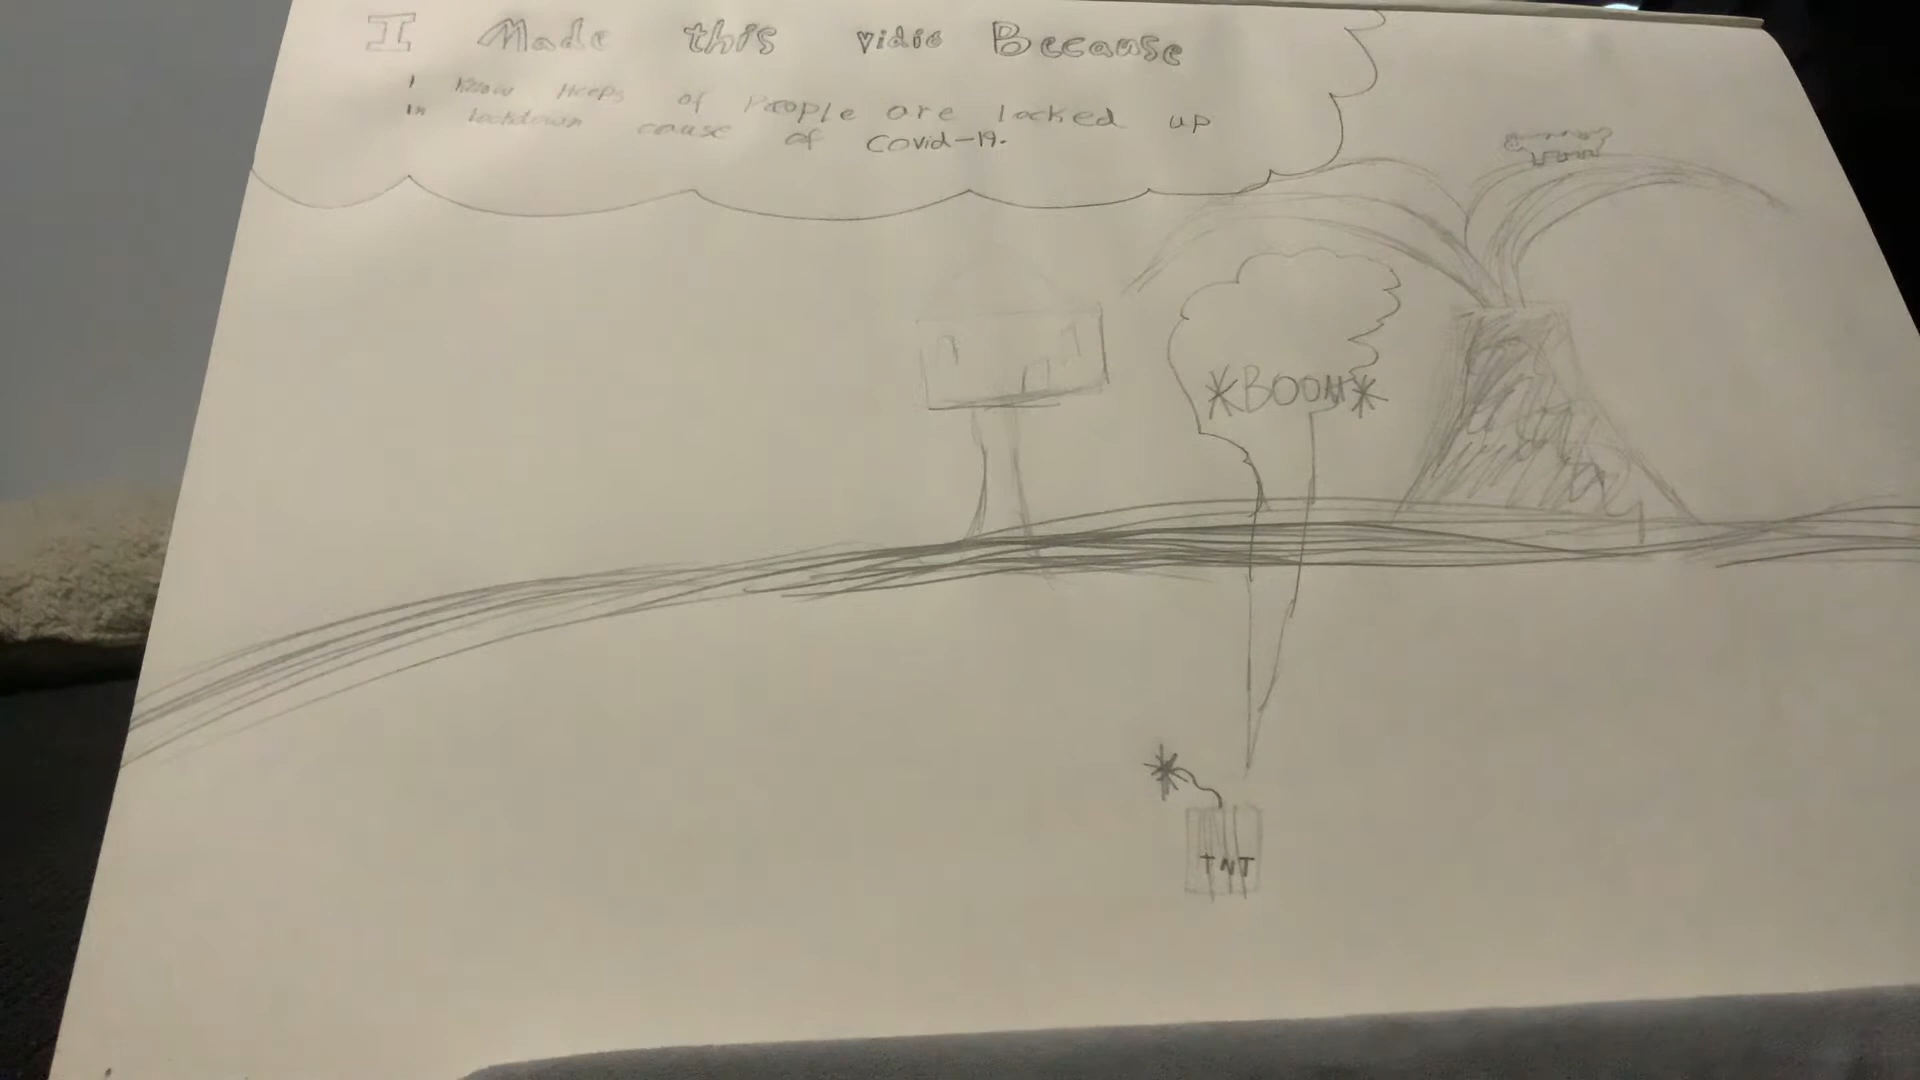 I Made this vidio Because
I know Heeps of People are locked up
in lockdown cause of Covid-19.
*BOOM*
TNT